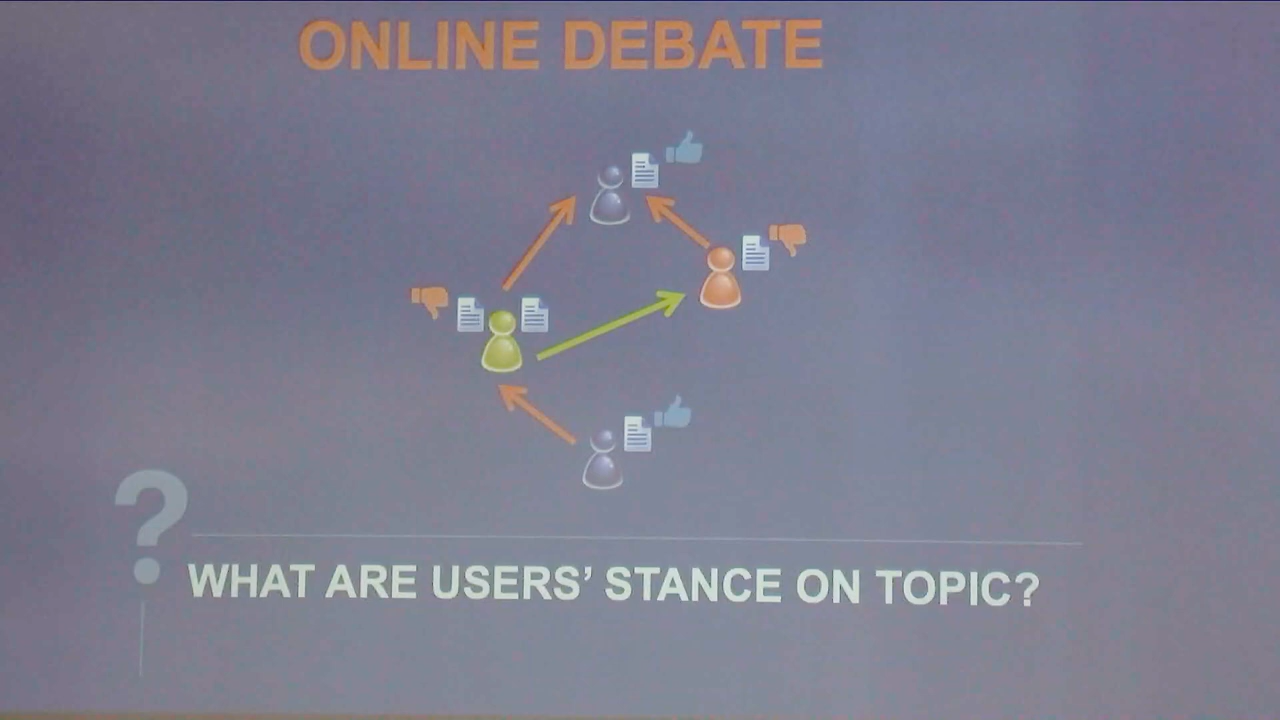 ONLINE DEBATE
?
WHAT ARE USERS’ STANCE ON TOPIC?